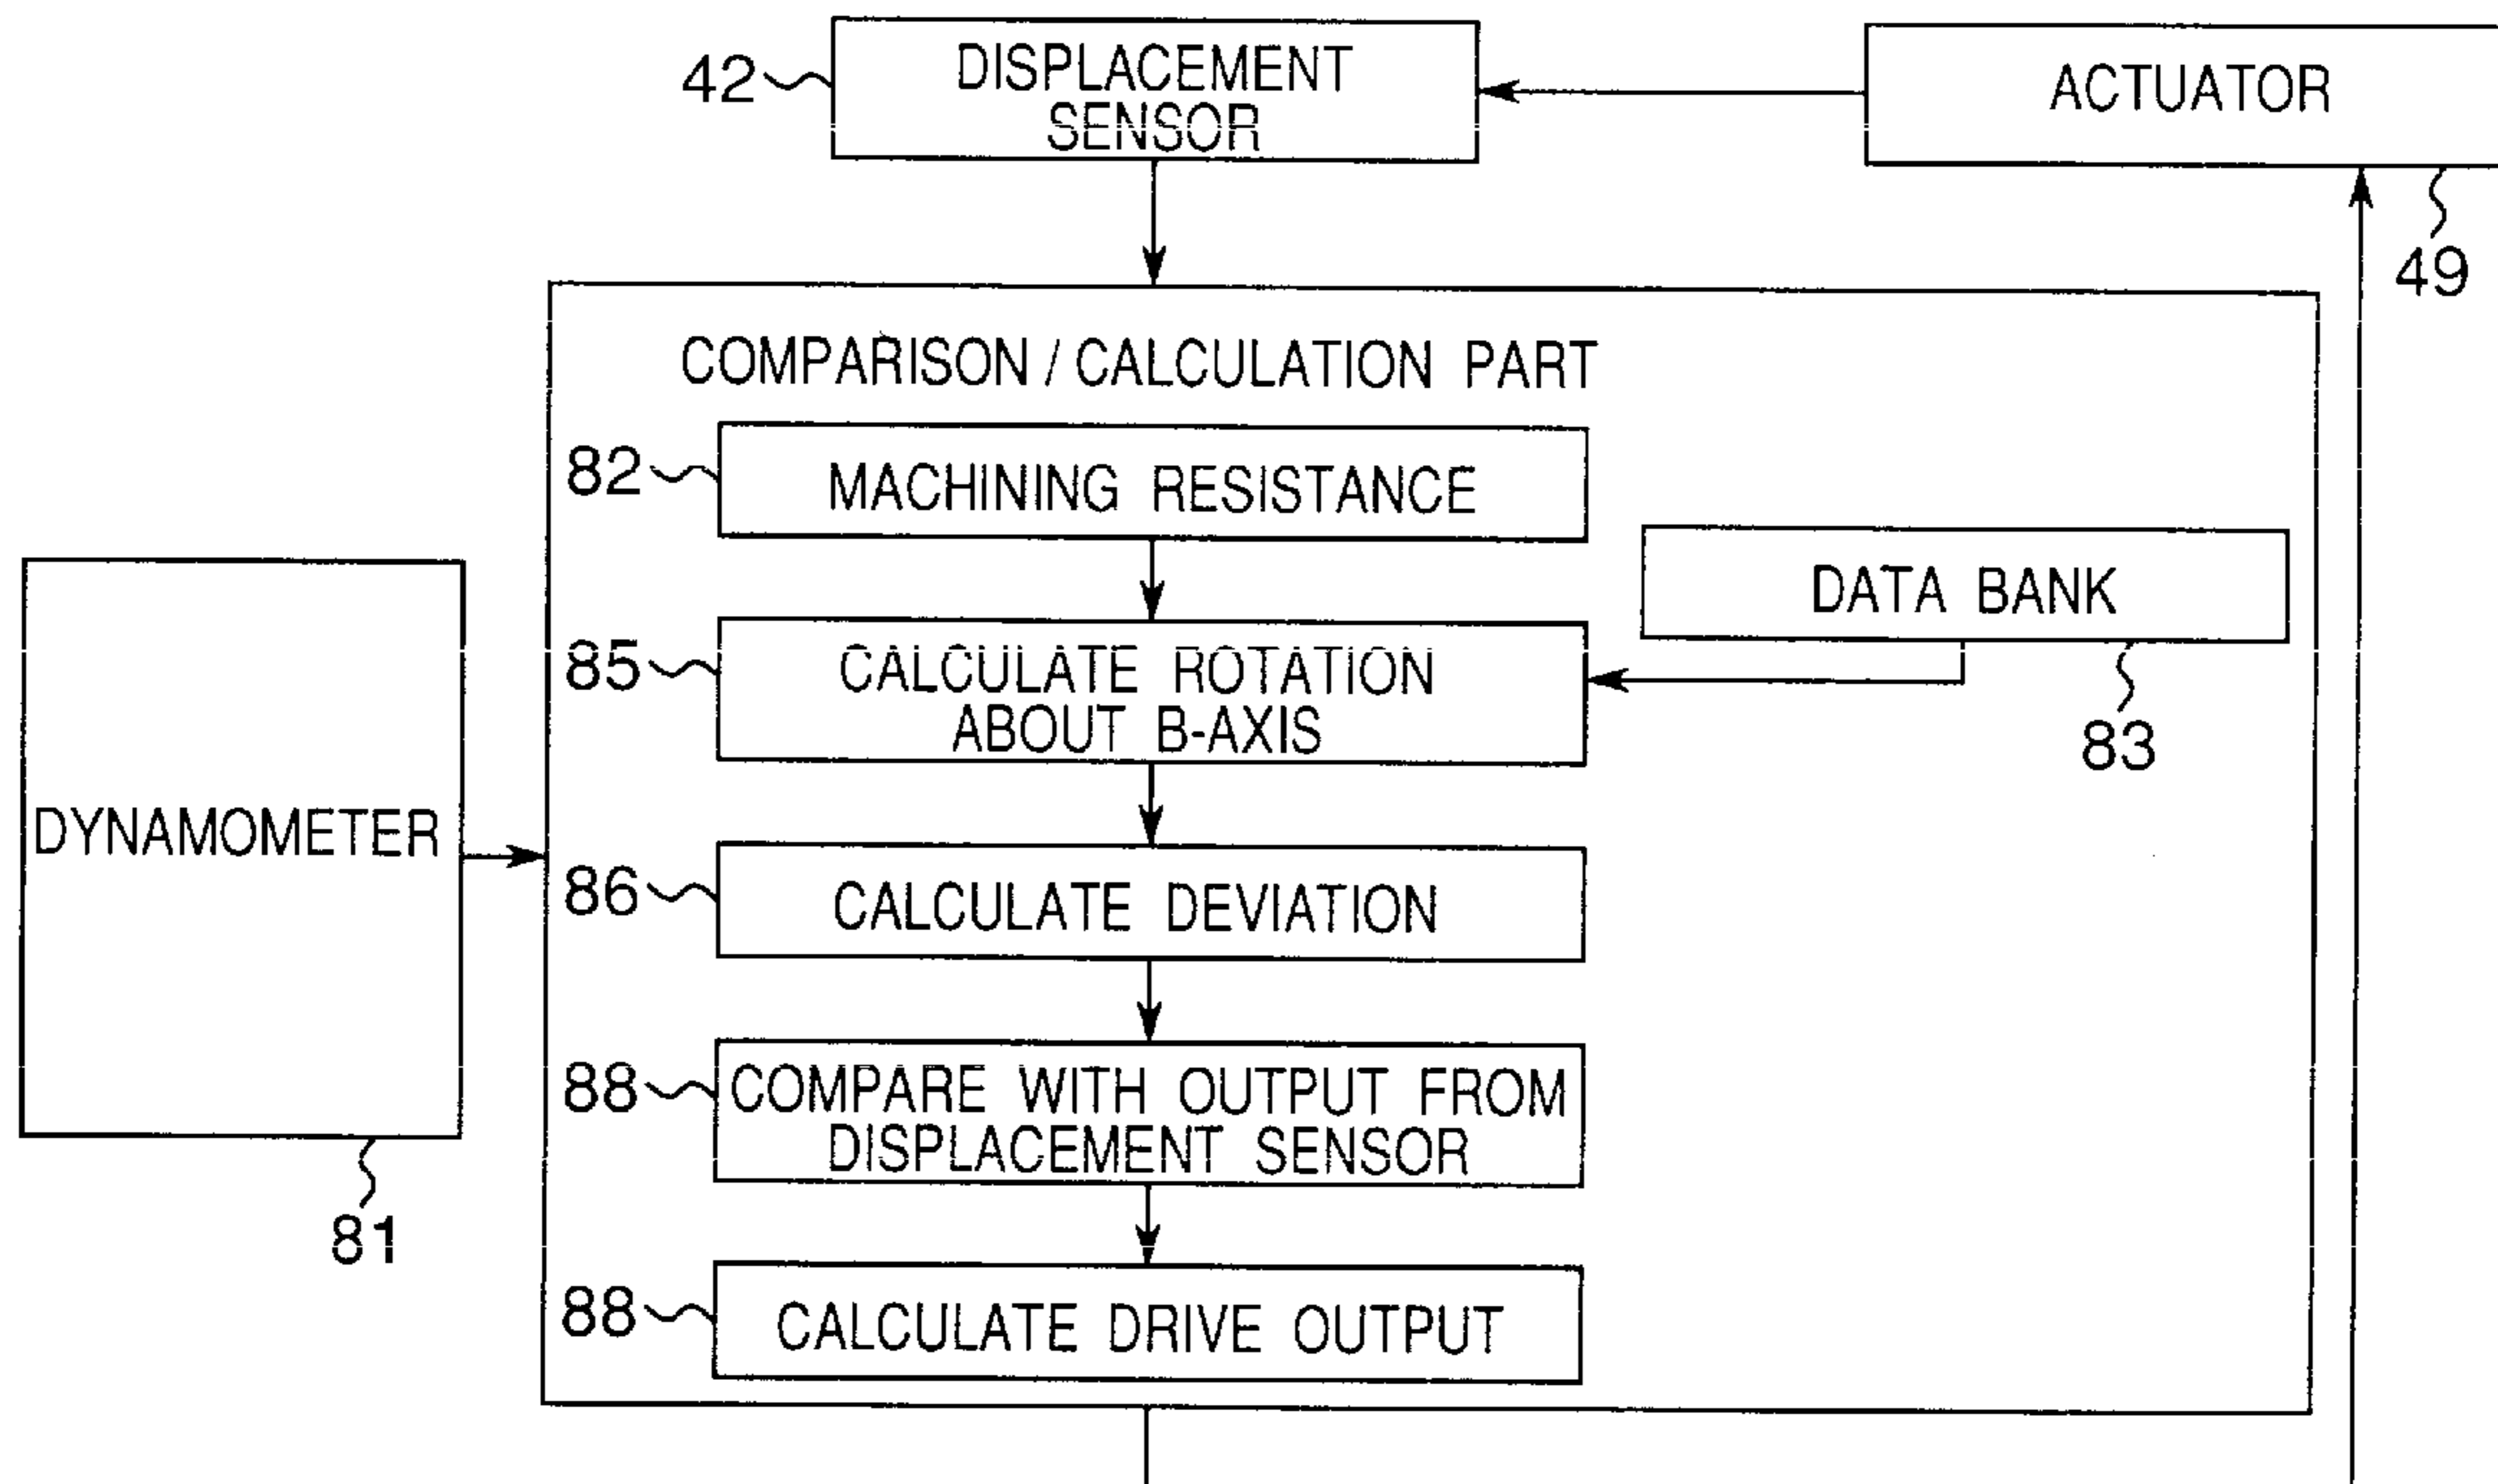 42
DISPLACEMENT
SENSOR
ACTUATOR
49
COMPARISON / CALCULATION PART
82
MACHINING RESISTANCE
DATA BANK
83
85
CALCULATE ROTATION
ABOUT B-AXIS
DYNAMOMETER
81
86
CALCULATE DEVIATION
88
COMPARE WITH OUTPUT FROM
DISPLACEMENT SENSOR
88
CALCULATE DRIVE OUTPUT